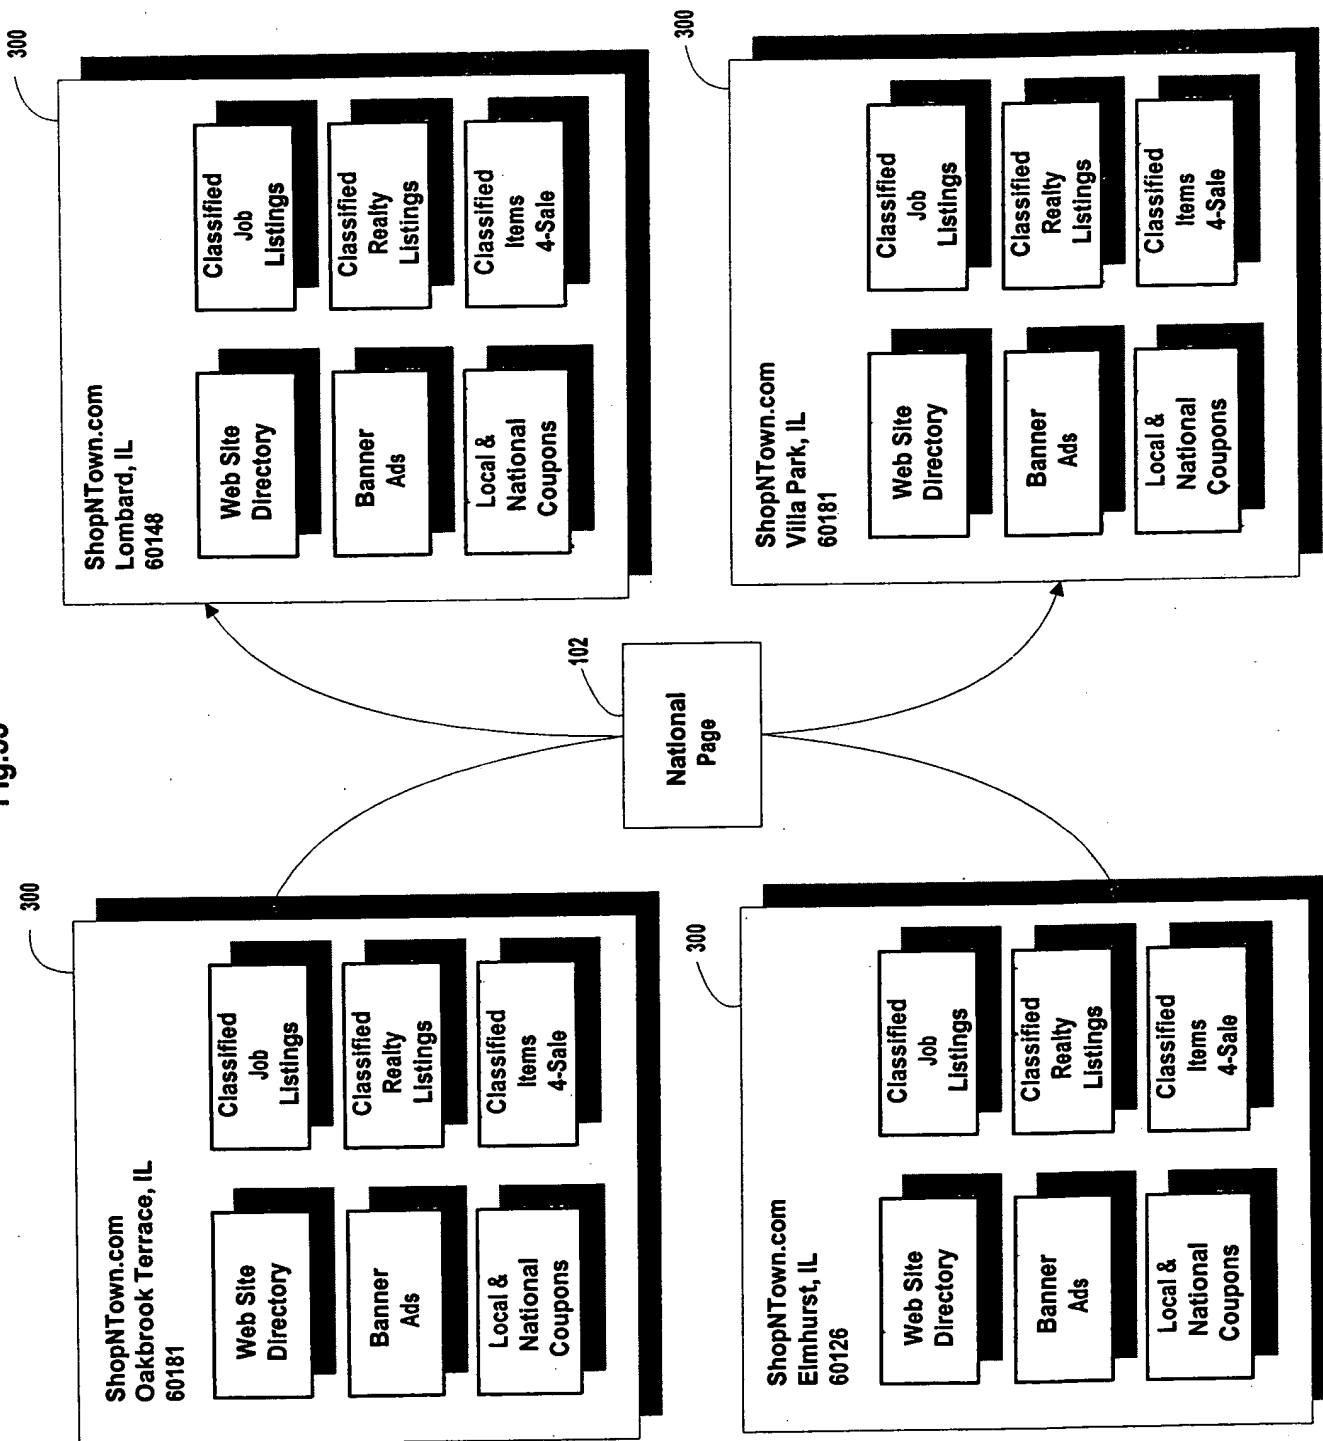 300
ShopNTown.com
Oakbrook Terrace, IL
60181
Web Site
Directory
Classified
Job
Listings
Banner
Ads
Classified
Realty
Listings
Local &
National
Coupons
Classified
Items
4-Sale
300
ShopNTown.com
Lombard, IL
60148
Web Site
Directory
Classified
Job
Listings
Banner
Ads
Classified
Realty
Listings
Local &
National
Coupons
Classified
Items
4-Sale
102
National
Page
300
ShopNTown.com
Elmhurst, IL
60126
Web Site
Directory
Classified
Job
Listings
Banner
Ads
Classified
Realty
Listings
Local &
National
Coupons
Classified
Items
4-Sale
300
ShopNTown.com
Villa Park, IL
60181
Web Site
Directory
Classified
Job
Listings
Banner
Ads
Classified
Realty
Listings
Local &
National
Coupons
Classified
Items
4-Sale